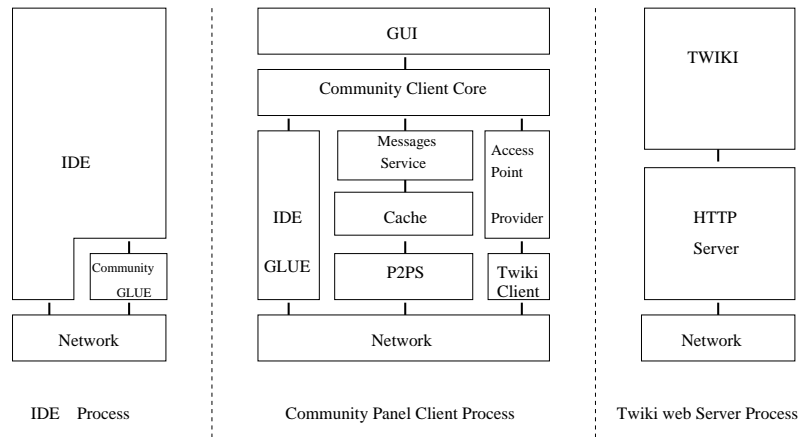 IDE
Community
GLUE
Network
IDE Process
GUI
Community Client Core
IDE
GLUE
Messages
Service
Cache
P2PS
Access
Point
Provider
Twiki
Client
Network
Community Panel Client Process
TWIKI
HTTP
Server
Network
Twiki web Server Process